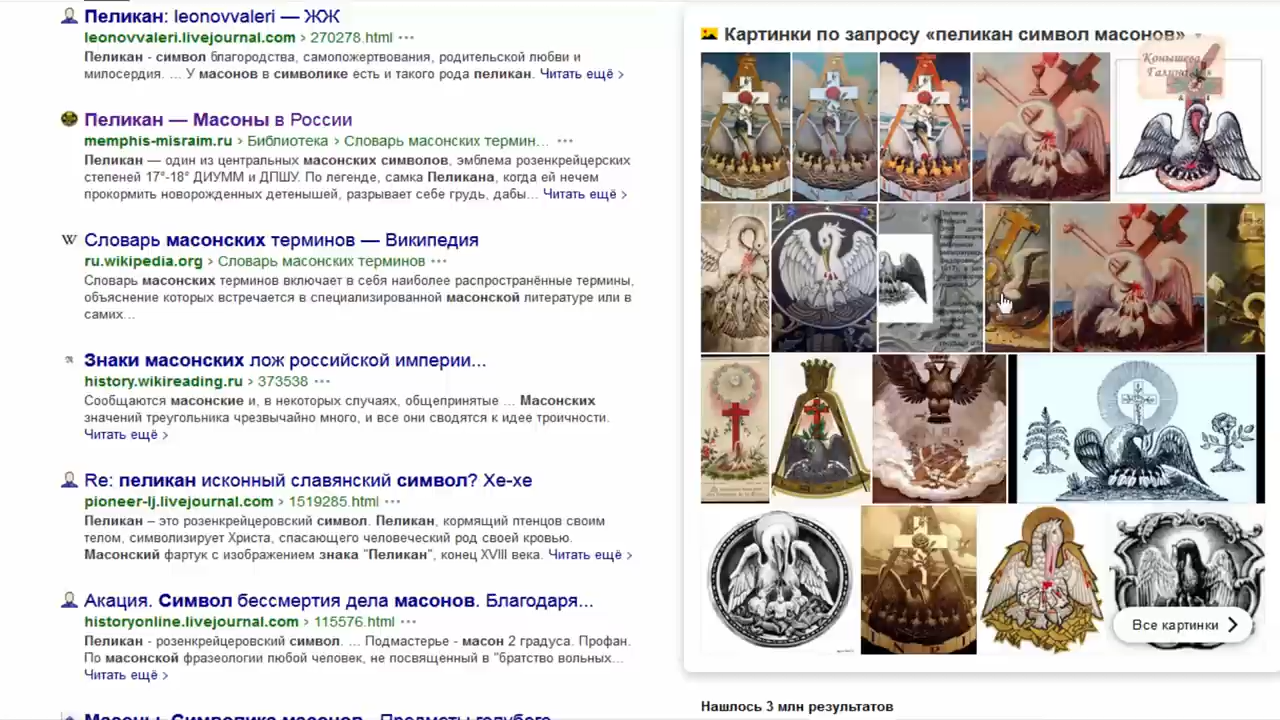 Пеликан: leonovvaleri — ЖЖ
leonovvaleri.livejournal.com › 270278.html
Пеликан - символ благородства, самопожертвования, родительской любви и
милосердия. ... У масонов в символике есть и такого рода пеликан. Читать ещё >
Пеликан — Масоны в России
memphis-misraim.ru › Библиотека › Словарь масонских термин...
Пеликан — один из центральных масонских символов, эмблема розенкрейцерских
степеней 17°-18° ДИУММ и ДПШУ. По легенде, самка Пеликана, когда ей нечем
прокормить новорожденных детенышей, разрывает себе грудь, дабы... Читать ещё >
Словарь масонских терминов — Википедия
ru.wikipedia.org › Словарь масонских терминов
Словарь масонских терминов включает в себя наиболее распространённые термины,
объяснение которых встречается в специализированной масонской литературе или в
самих...
Знаки масонских лож российской империи...
history.wikireading.ru › 373538
Сообщаются масонские и, в некоторых случаях, общепринятые ... Масонских
значений треугольника чрезвычайно много, и все они сводятся к идее троичности.
Читать ещё >
Re: пеликан исконный славянский символ? Хе-хе
pioneer-lj.livejournal.com › 1519285.html
Пеликан – это розенкрейцеровский символ. Пеликан, кормящий птенцов своим
телом, символизирует Христа, спасающего человеческий род своей кровью.
Масонский фартук с изображением знака "Пеликан", конец XVIII века. Читать ещё >
Акация. Символ бессмертия дела масонов. Благодаря...
historyonline.livejournal.com › 115576.html
Пеликан - розенкрейцеровский символ. ... Подмастерье - масон 2 градуса. Профан.
По масонской фразеологии любой человек, не посвященный в "братство вольных...
Читать ещё >
Картинки по запросу «пеликан символ масонов»
Конышева
Все картинки
Нашлось 3 млн результатов